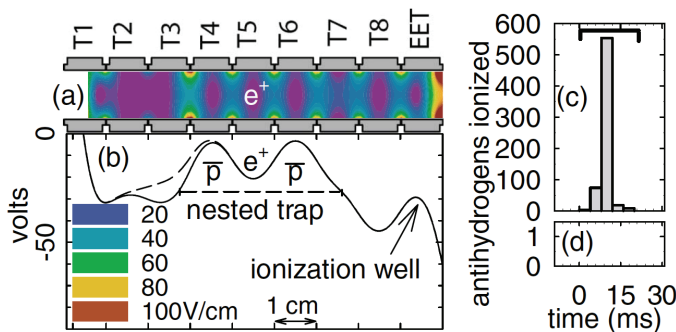 T1 T2 T3 T4 T5 T6 T7 T8 EET
(a) e+
0
-50
volts
(b)
p̅ e+ p̅
nested trap
ionization well
20
40
60
80
100V/cm
1 cm
antihydrogens ionized
600
500
400
300
200
100
0
(c)
1
0
(d)
0 15 30
time (ms)